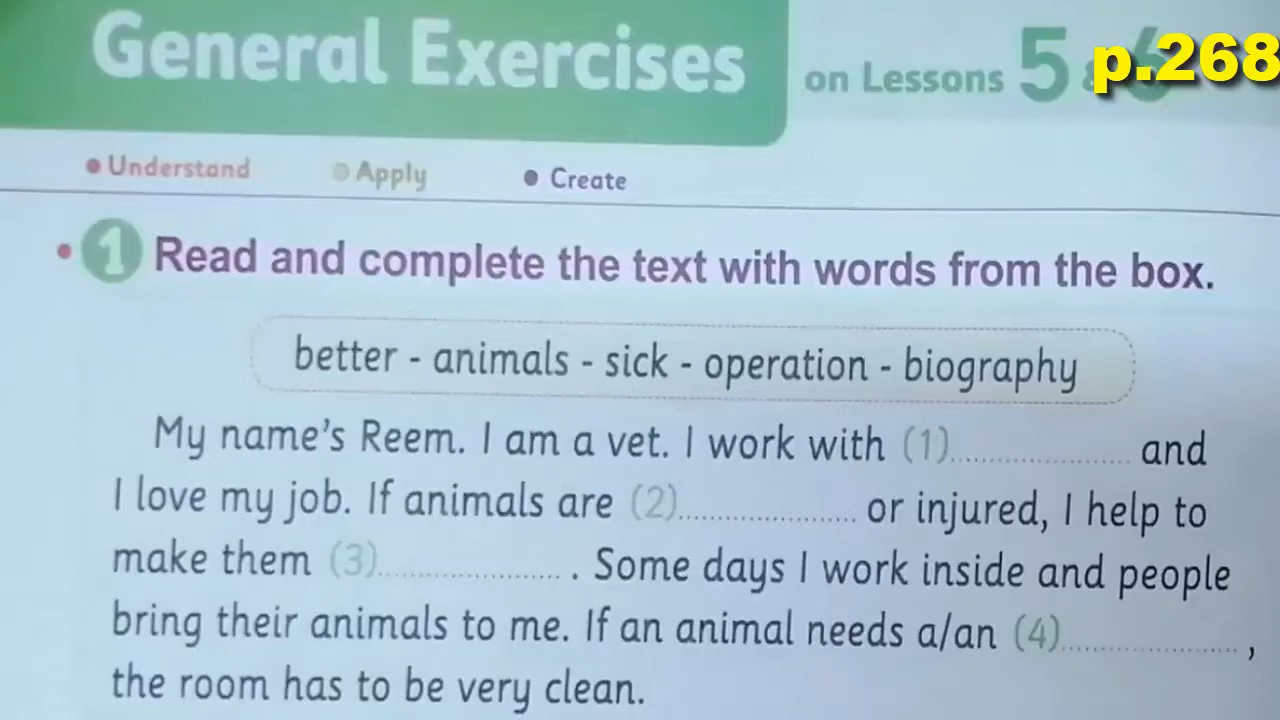 General Exercises on Lessons 5 & 6
p.268
Understand Apply Create
1 Read and complete the text with words from the box.
better - animals - sick - operation - biography
My name's Reem. I am a vet. I work with (1).................... and
I love my job. If animals are (2).................... or injured, I help to
make them (3).................... . Some days I work inside and people
bring their animals to me. If an animal needs a/an (4).................... ,
the room has to be very clean.